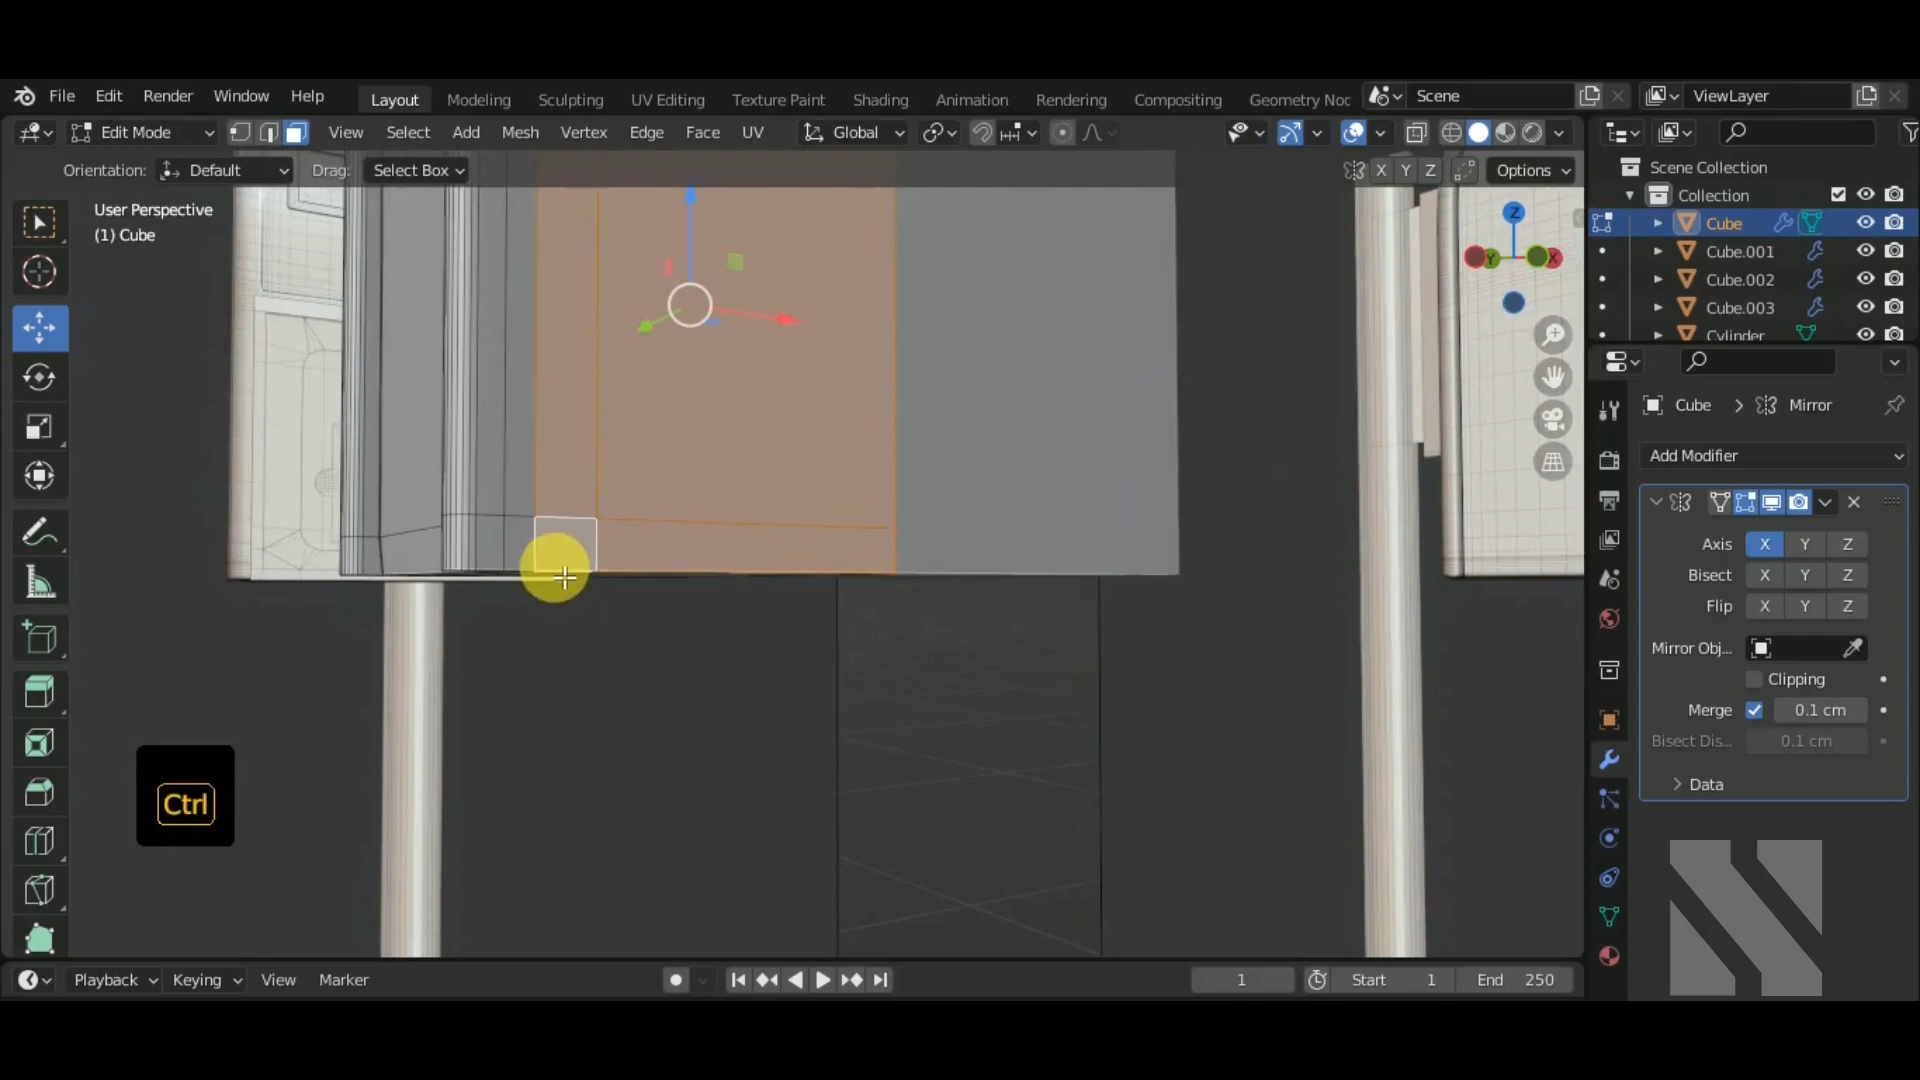 File Edit Render Window Help Layout Modeling Sculpting UV Editing Texture Paint Shading Animation Rendering Compositing Geometry Noc Scene ViewLayer
Edit Mode View Select Add Mesh Vertex Edge Face UV Global
Orientation: Default Drag: Select Box X Y Z Options
User Perspective
(1) Cube
Scene Collection
Collection
Cube
Cube.001
Cube.002
Cube.003
Cylinder
Z
Y X
Cube > Mirror
Add Modifier
Axis X Y Z
Bisect X Y Z
Flip X Y Z
Mirror Obj...
Clipping
Merge 0.1 cm
Bisect Dis... 0.1 cm
Data
Ctrl
Playback Keying View Marker 1 Start 1 End 250